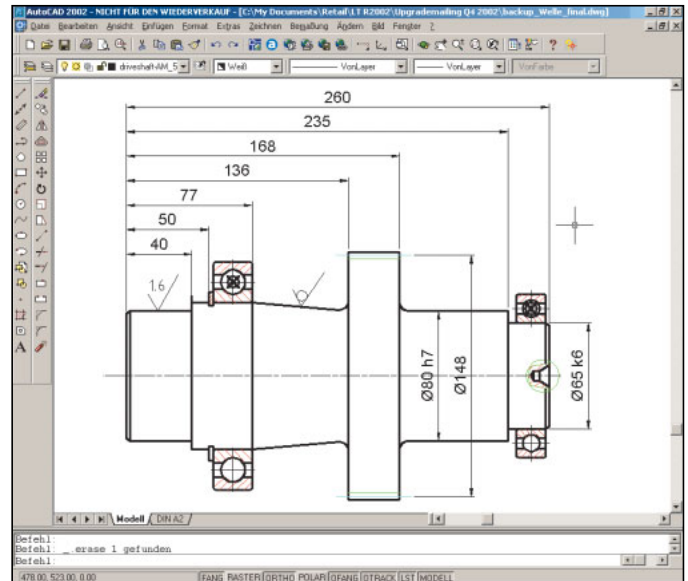 AutoCAD 2002 - NICHT FÜR DEN WIEDERVERKAUF - [C:\My Documents\Retail\LT R2002\Upgrademailing Q4 2002\backup_Welle_final.dwg]
Datei Bearbeiten Ansicht Einfügen Format Extras Zeichnen Bemaßung Ändern Bild Fenster ?
driveshaft-AM_5 Weiß VonLayer VonLayer VonFarbe
260
235
168
136
77
50
40
1.6
Ø80 h7
Ø148
Ø65 k6
Modell DIN A2
Befehl:
Befehl: _.erase 1 gefunden
Befehl:
478.00, 523.00, 0.00 FANG RASTER ORTHO POLAR OFANG OTRACK LST MODELL